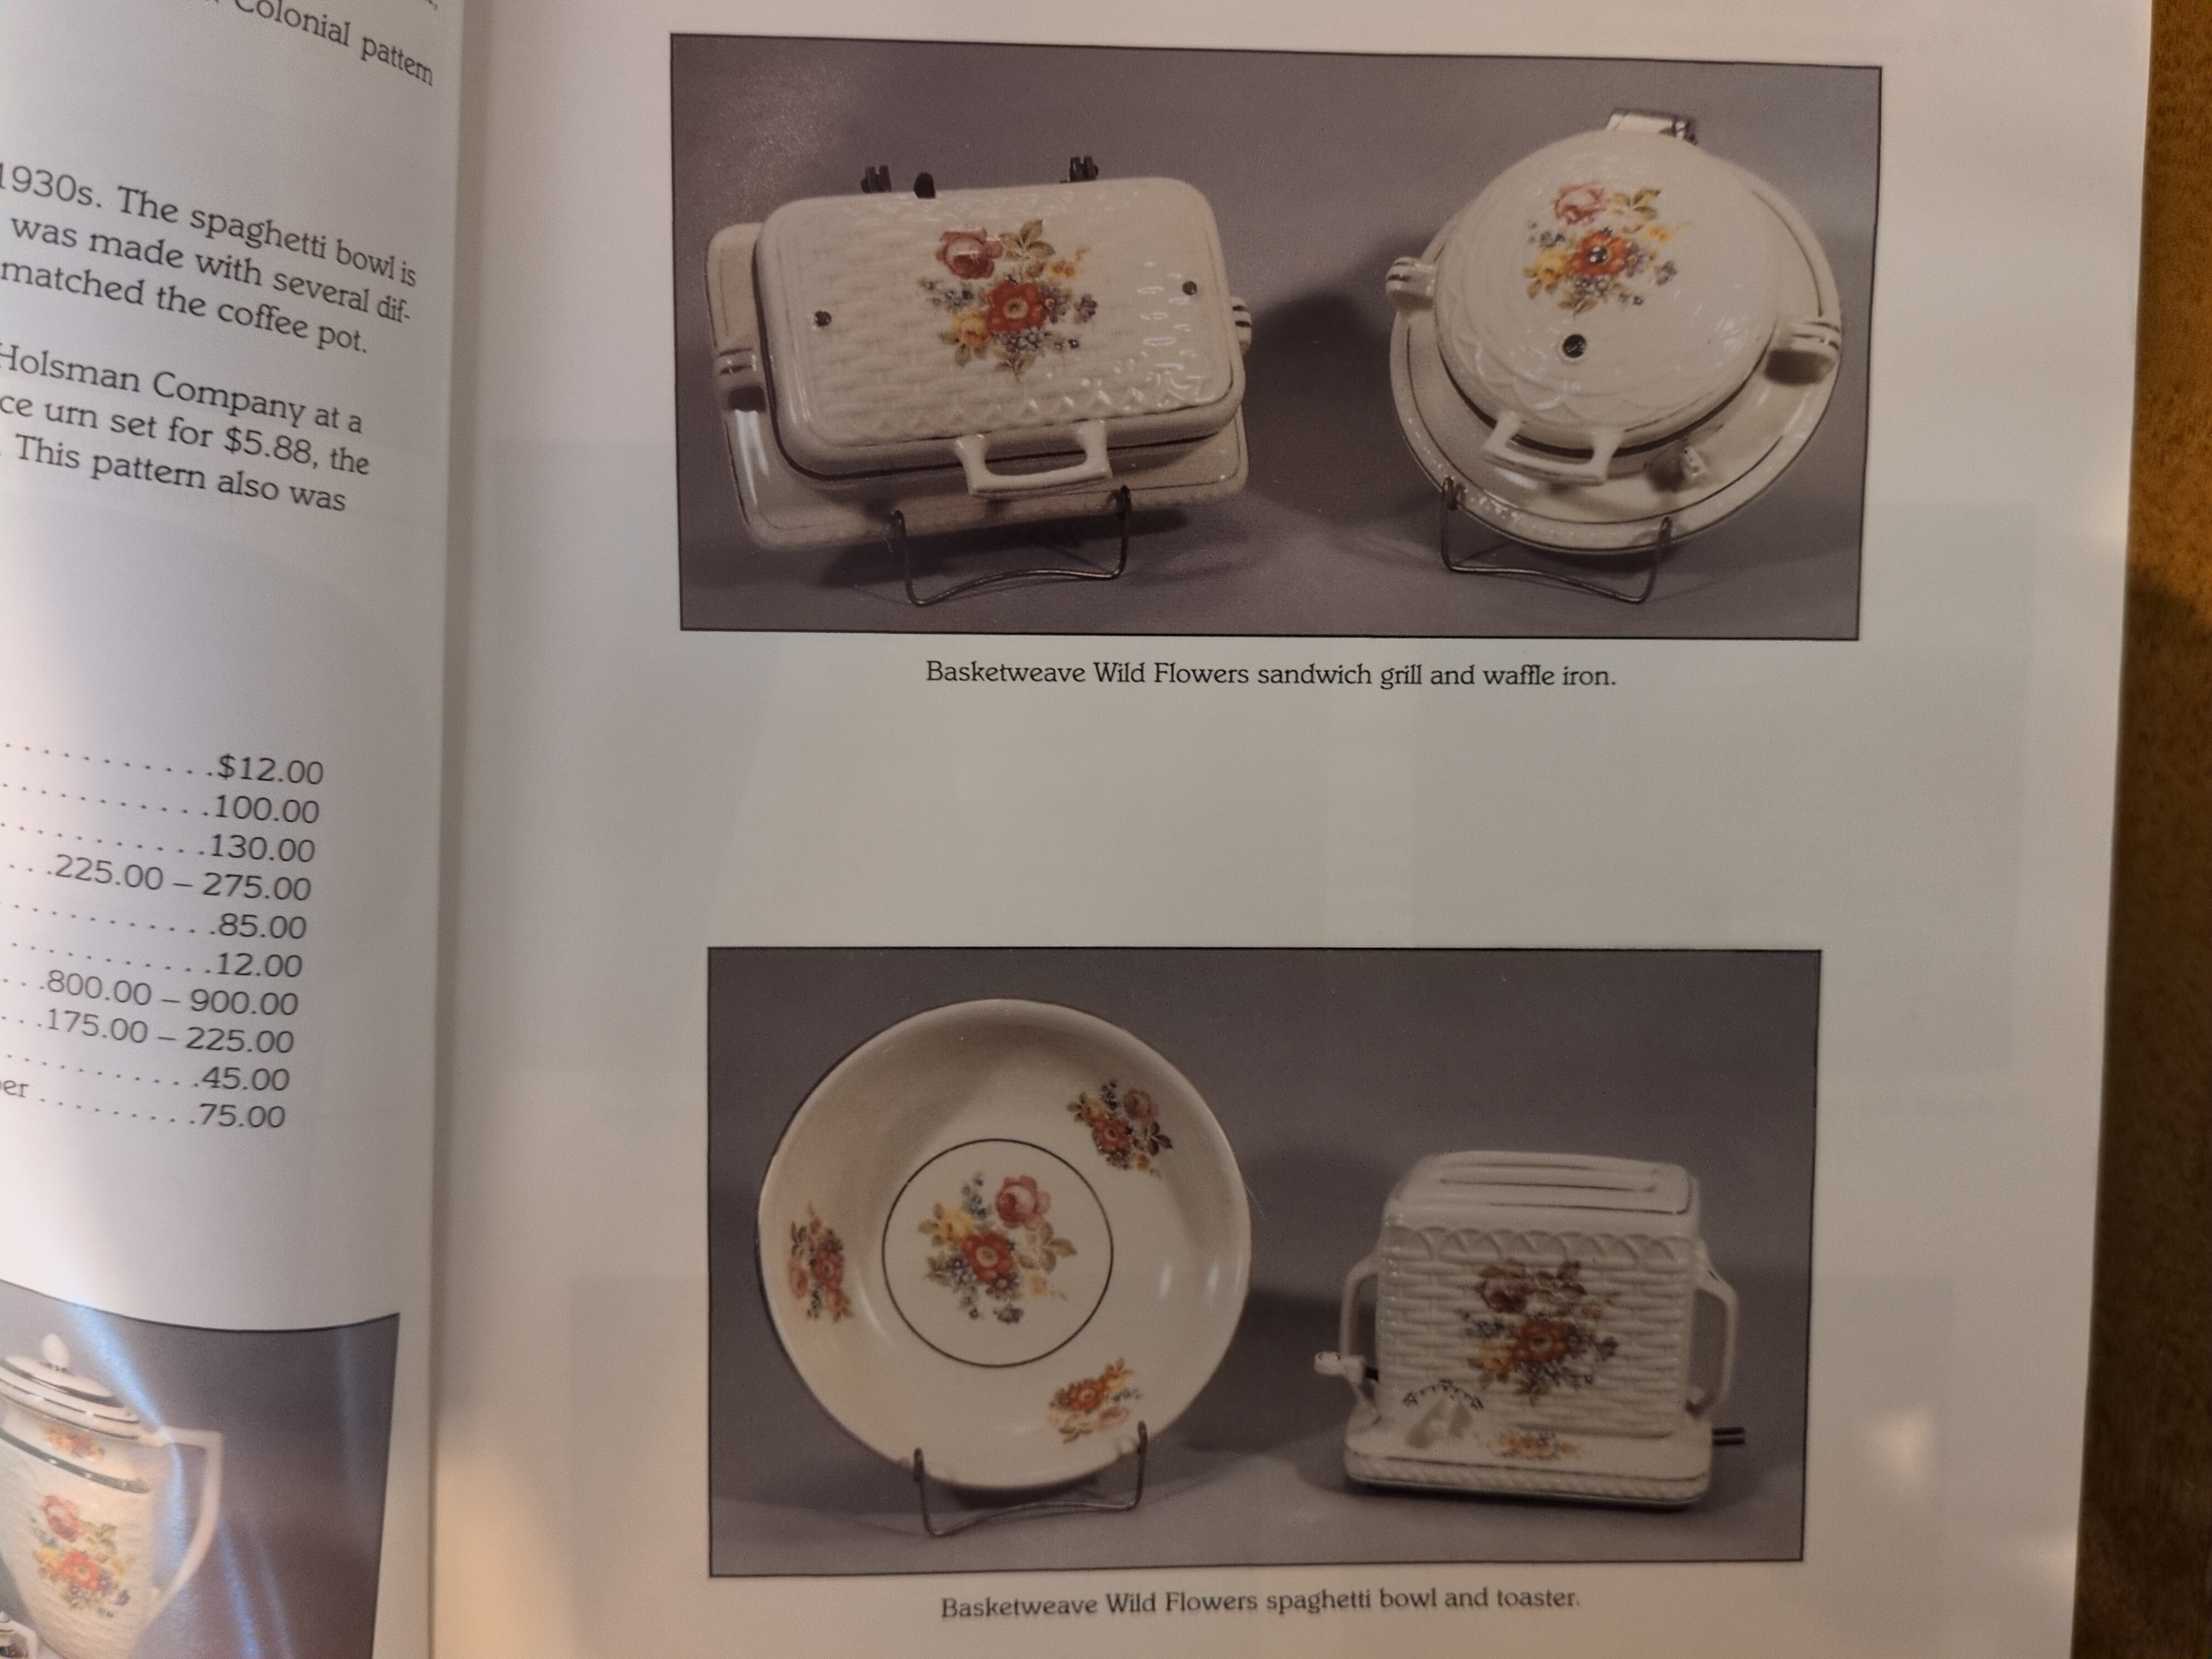 Colonial pattern
1930s. The spaghetti bowl is
was made with several dif-
matched the coffee pot.
Holsman Company at a
ce urn set for $5.88, the
. This pattern also was
. . . . . . . . . . .$12.00
. . . . . . . . . . .100.00
. . . . . . . . . . .130.00
. . .225.00 – 275.00
. . . . . . . . . . .85.00
. . . . . . . . . . .12.00
. . .800.00 – 900.00
. . .175.00 – 225.00
. . . . . . . . . .45.00
er . . . . . . . . .75.00
Basketweave Wild Flowers sandwich grill and waffle iron.
Basketweave Wild Flowers spaghetti bowl and toaster.